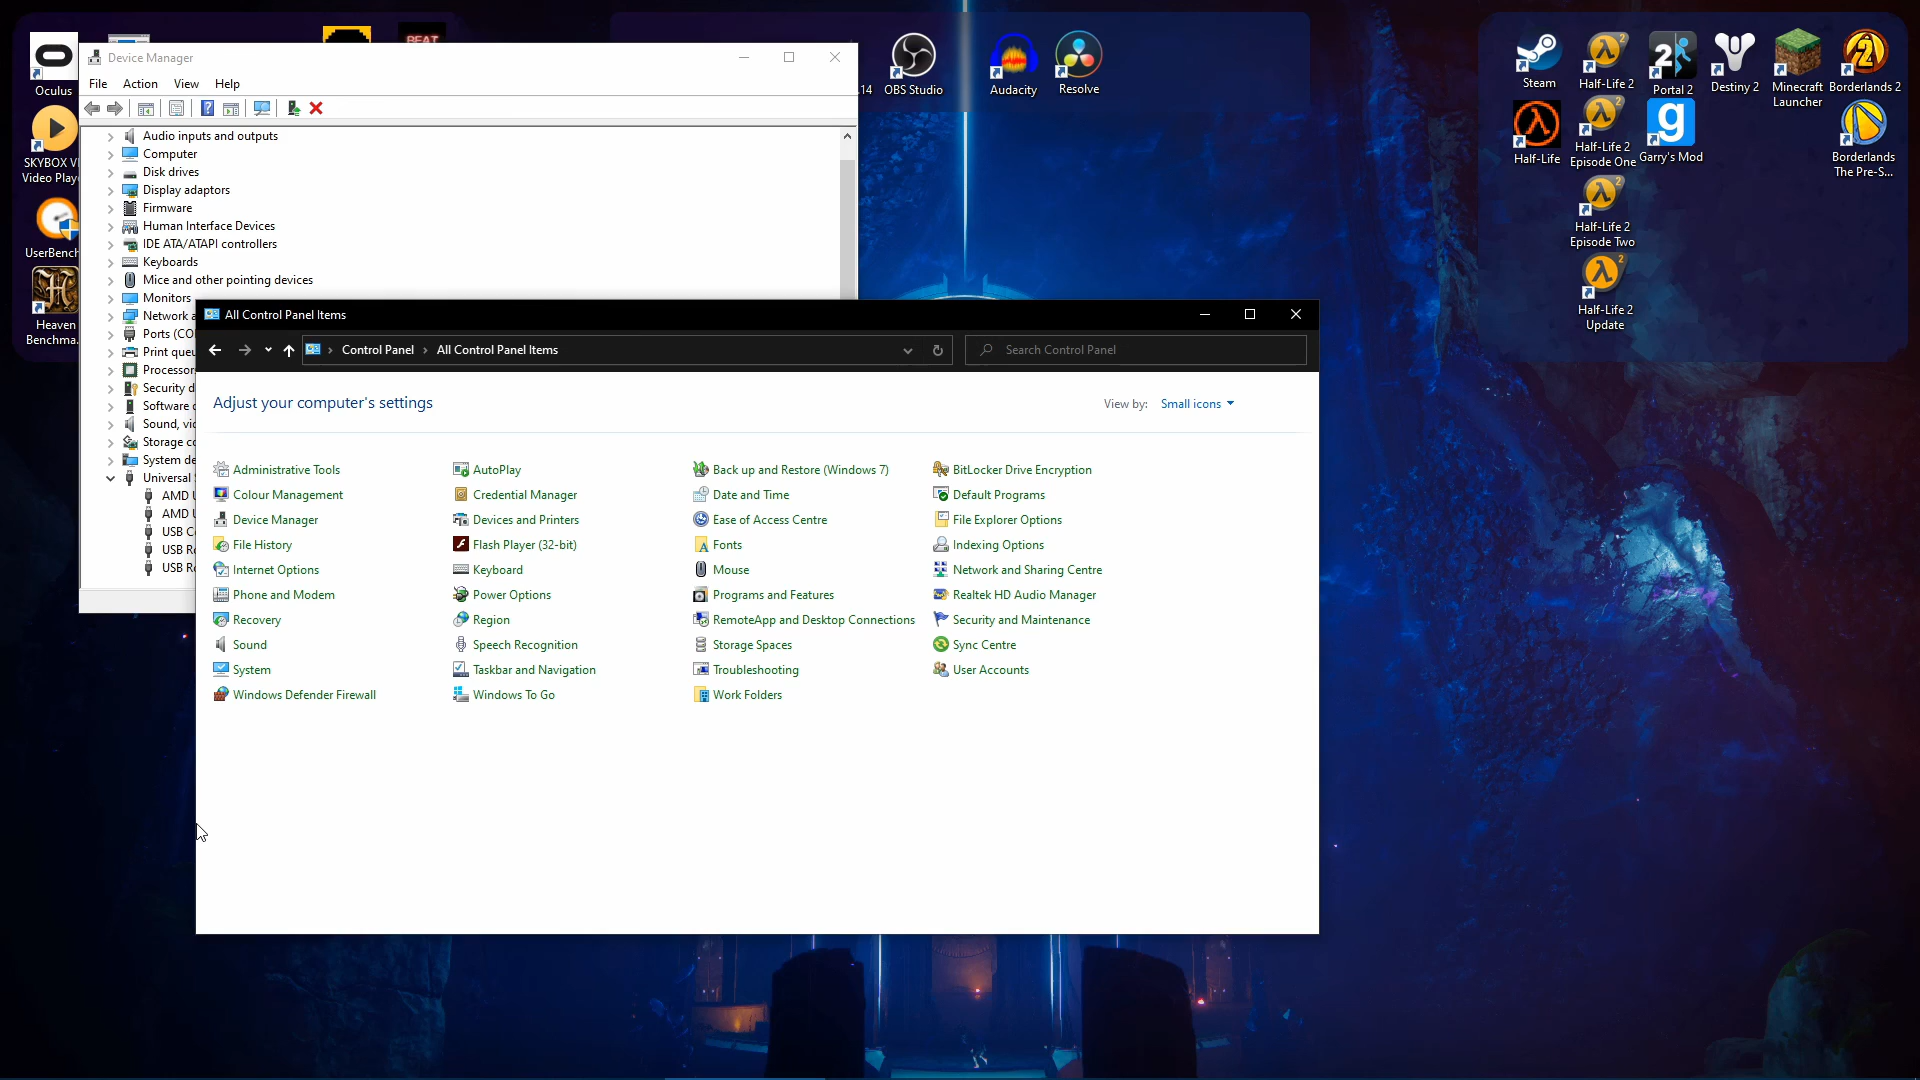 Oculus
SKYBOX V
Video Play
UserBench
Heaven
Benchma.
BEAT
Device Manager
File Action View Help
Audio inputs and outputs
Computer
Disk drives
Display adaptors
Firmware
Human Interface Devices
IDE ATA/ATAPI controllers
Keyboards
Mice and other pointing devices
Monitors
Network a
Ports (CO
Print queu
Processor
Security d
Software c
Sound, vid
Storage co
System de
Universal
AMD U
AMD U
USB Co
USB Ro
USB Ro
.14
OBS Studio
Audacity
Resolve
Steam
Half-Life 2
Portal 2
Destiny 2
Minecraft
Launcher
Borderlands 2
Half-Life
Half-Life 2
Episode One
Garry's Mod
Borderlands
The Pre-S...
Half-Life 2
Episode Two
Half-Life 2
Update
All Control Panel Items
Control Panel › All Control Panel Items
Search Control Panel
Adjust your computer's settings
View by: Small icons
Administrative Tools
AutoPlay
Back up and Restore (Windows 7)
BitLocker Drive Encryption
Colour Management
Credential Manager
Date and Time
Default Programs
Device Manager
Devices and Printers
Ease of Access Centre
File Explorer Options
File History
Flash Player (32-bit)
Fonts
Indexing Options
Internet Options
Keyboard
Mouse
Network and Sharing Centre
Phone and Modem
Power Options
Programs and Features
Realtek HD Audio Manager
Recovery
Region
RemoteApp and Desktop Connections
Security and Maintenance
Sound
Speech Recognition
Storage Spaces
Sync Centre
System
Taskbar and Navigation
Troubleshooting
User Accounts
Windows Defender Firewall
Windows To Go
Work Folders